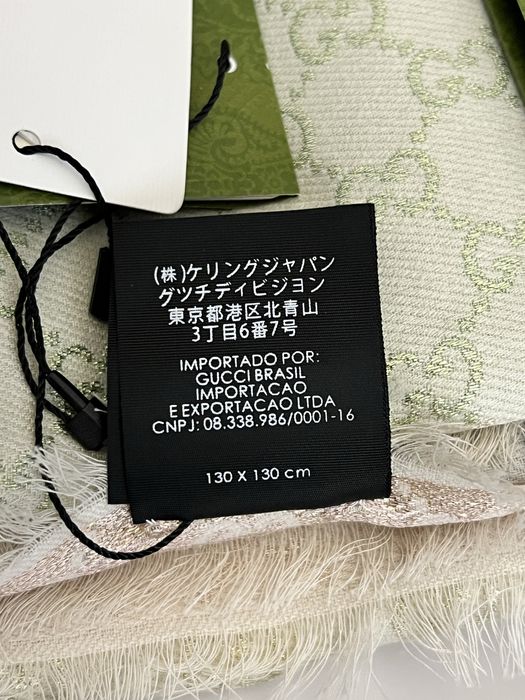 (株)ケリングジャパン
グッチディビジョン
東京都港区北青山
3丁目6番7号
IMPORTADO POR:
GUCCI BRASIL
IMPORTACAO
E EXPORTACAO LTDA
CNPJ: 08.338.986/0001-16
130 X 130 cm